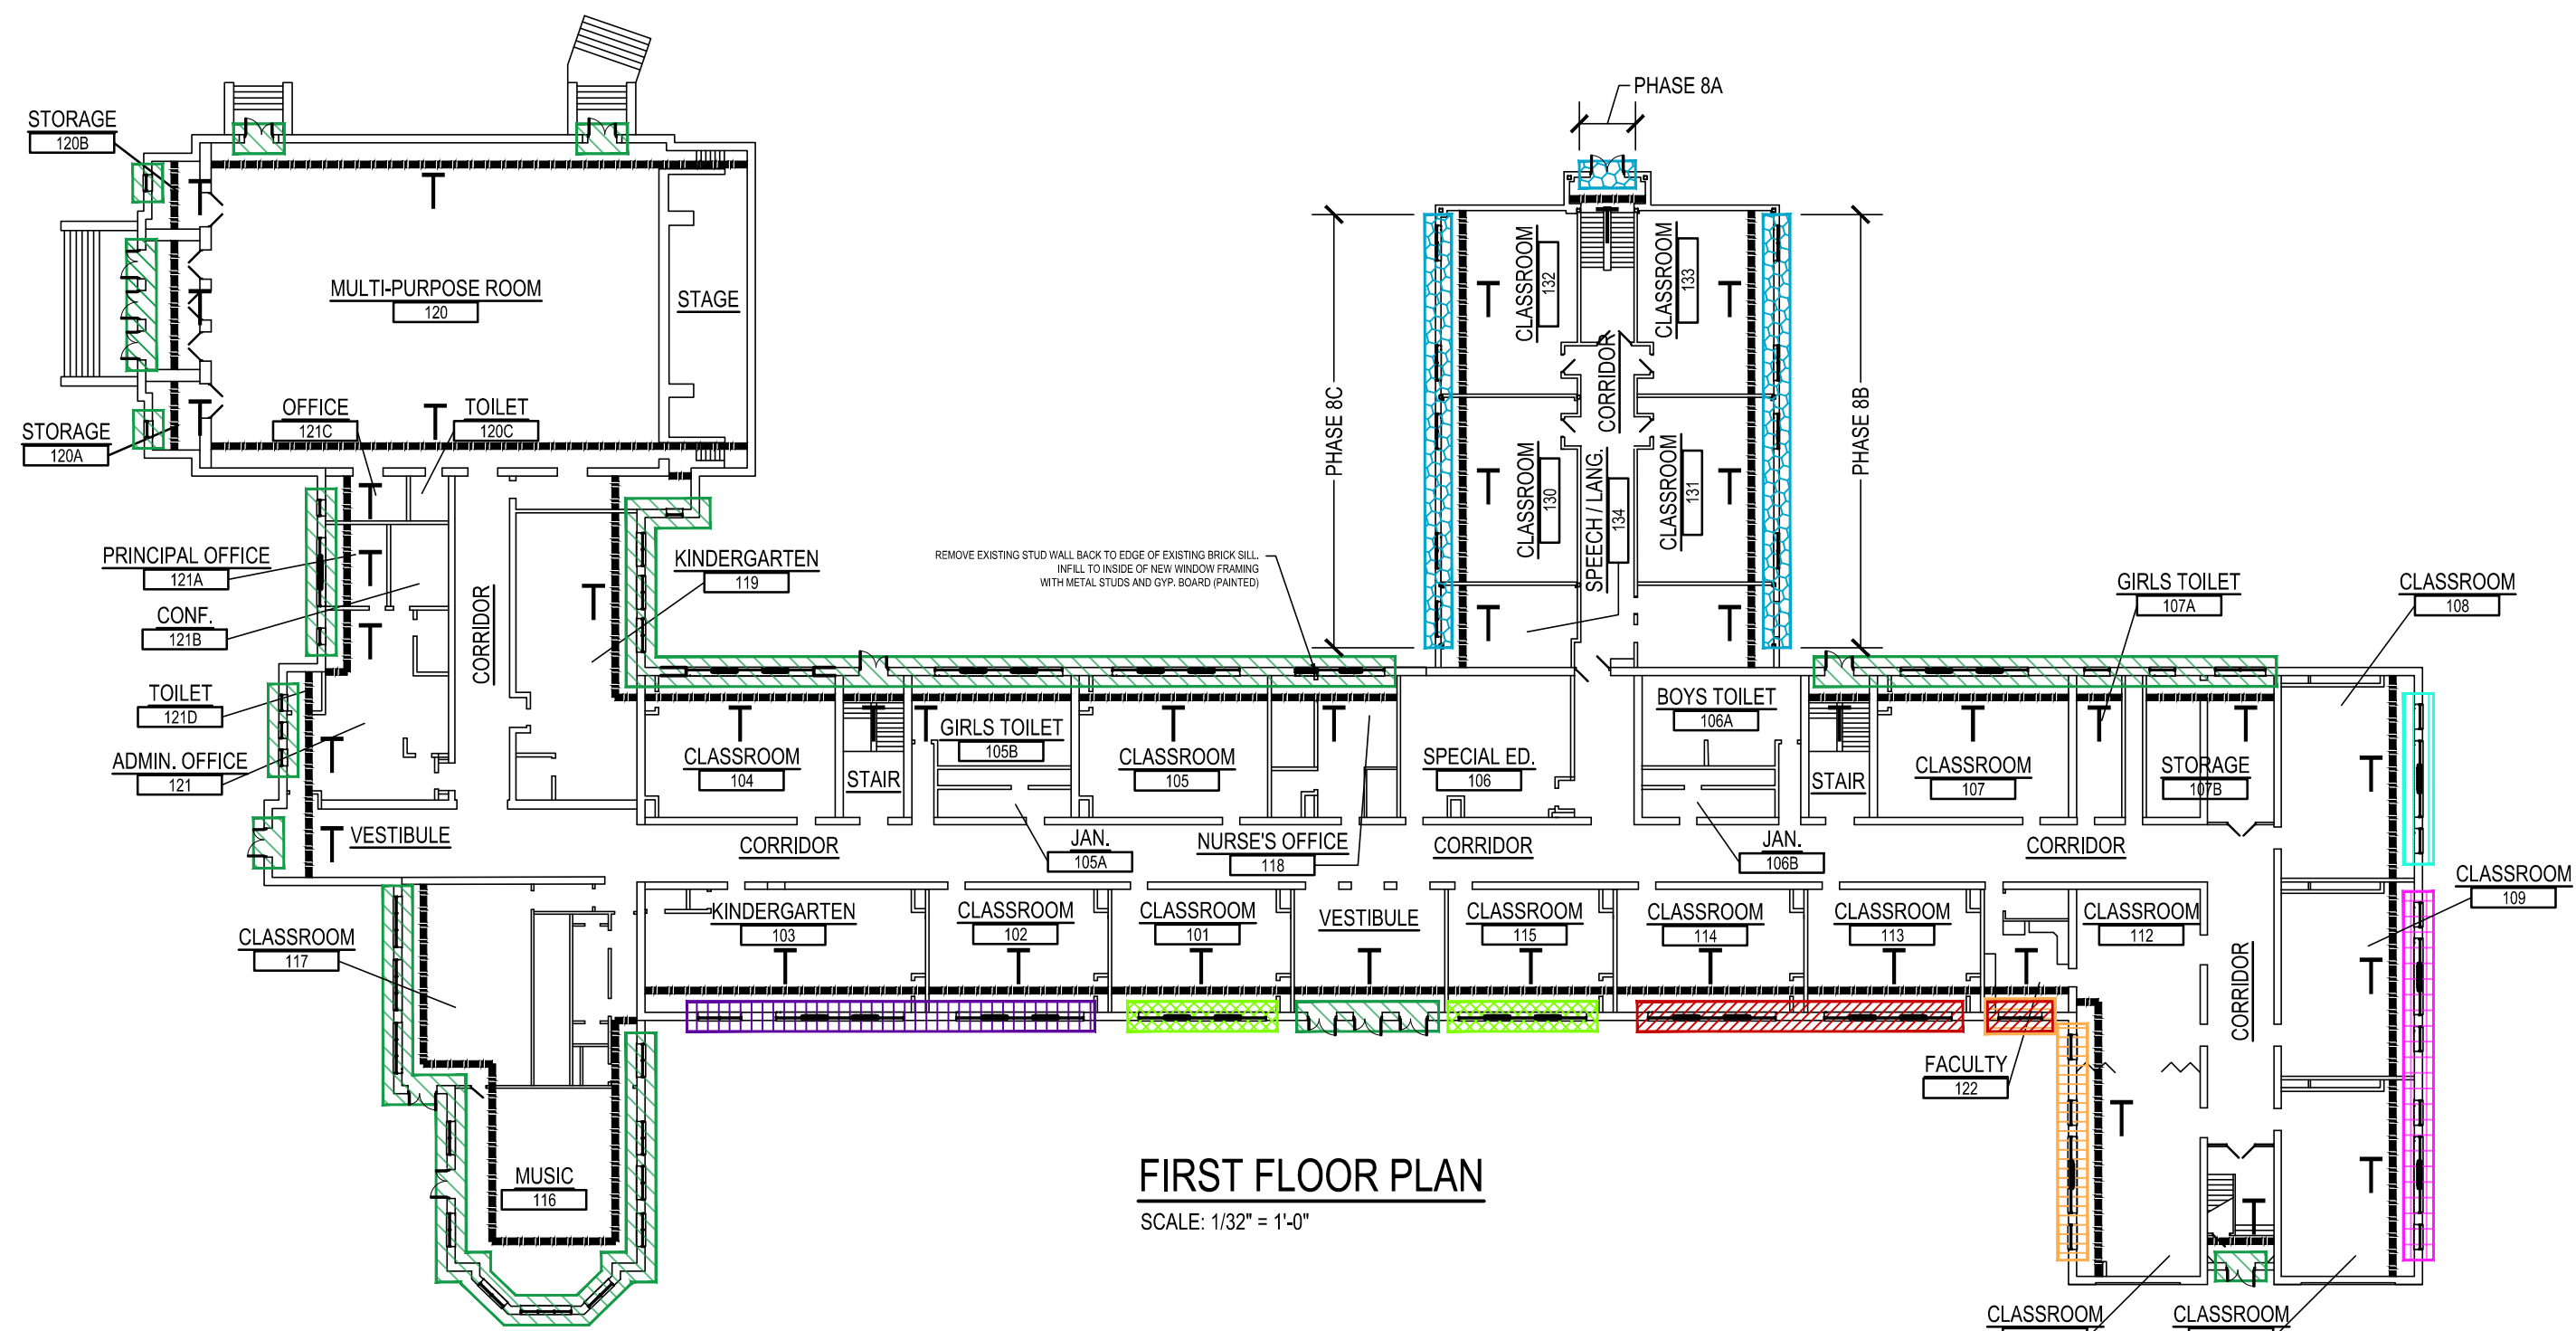 PHASE 8A
STORAGE
120B
MULTI-PURPOSE ROOM
120
STAGE
CLASSROOM
132
CLASSROOM
133
CORRIDOR
PHASE 8C
PHASE 8B
OFFICE
121C
TOILET
120C
STORAGE
120A
CLASSROOM
130
SPEECH / LANG.
134
CLASSROOM
131
PRINCIPAL OFFICE
121A
KINDERGARTEN
119
REMOVE EXISTING STUD WALL BACK TO EDGE OF EXISTING BRICK SILL.
INFILL TO INSIDE OF NEW WINDOW FRAMING
WITH METAL STUDS AND GYP. BOARD (PAINTED)
GIRLS TOILET
107A
CLASSROOM
108
CONF.
121B
CORRIDOR
TOILET
121D
ADMIN. OFFICE
121
CLASSROOM
104
STAIR
GIRLS TOILET
105B
CLASSROOM
105
SPECIAL ED.
106
BOYS TOILET
106A
STAIR
CLASSROOM
107
STORAGE
107B
VESTIBULE
CORRIDOR
JAN.
105A
NURSE'S OFFICE
118
CORRIDOR
JAN.
106B
CORRIDOR
CLASSROOM
109
CLASSROOM
117
KINDERGARTEN
103
CLASSROOM
102
CLASSROOM
101
VESTIBULE
CLASSROOM
115
CLASSROOM
114
CLASSROOM
113
CLASSROOM
112
CORRIDOR
FACULTY
122
MUSIC
116
FIRST FLOOR PLAN
SCALE: 1/32" = 1'-0"
CLASSROOM
CLASSROOM